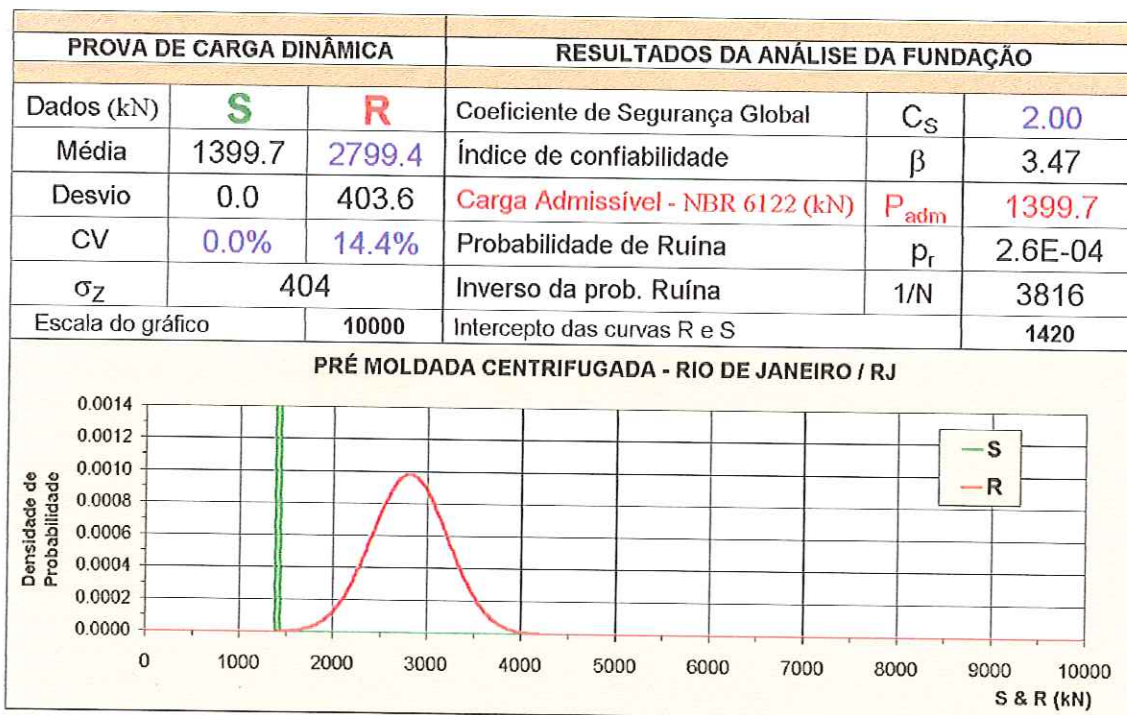 PROVA DE CARGA DINÂMICA RESULTADOS DA ANÁLISE DA FUNDAÇÃO
Dados (kN) S R Coeficiente de Segurança Global CS 2.00
Média 1399.7 2799.4 Índice de confiabilidade β 3.47
Desvio 0.0 403.6 Carga Admissível - NBR 6122 (kN) Padm 1399.7
CV 0.0% 14.4% Probabilidade de Ruína pr 2.6E-04
σZ 404 Inverso da prob. Ruína 1/N 3816
Escala do gráfico 10000 Intercepto das curvas R e S 1420
PRÉ MOLDADA CENTRIFUGADA - RIO DE JANEIRO / RJ
Densidade de
Probabilidade
0.0014
0.0012
0.0010
0.0008
0.0006
0.0004
0.0002
0.0000
S
R
0 1000 2000 3000 4000 5000 6000 7000 8000 9000 10000
S & R (kN)